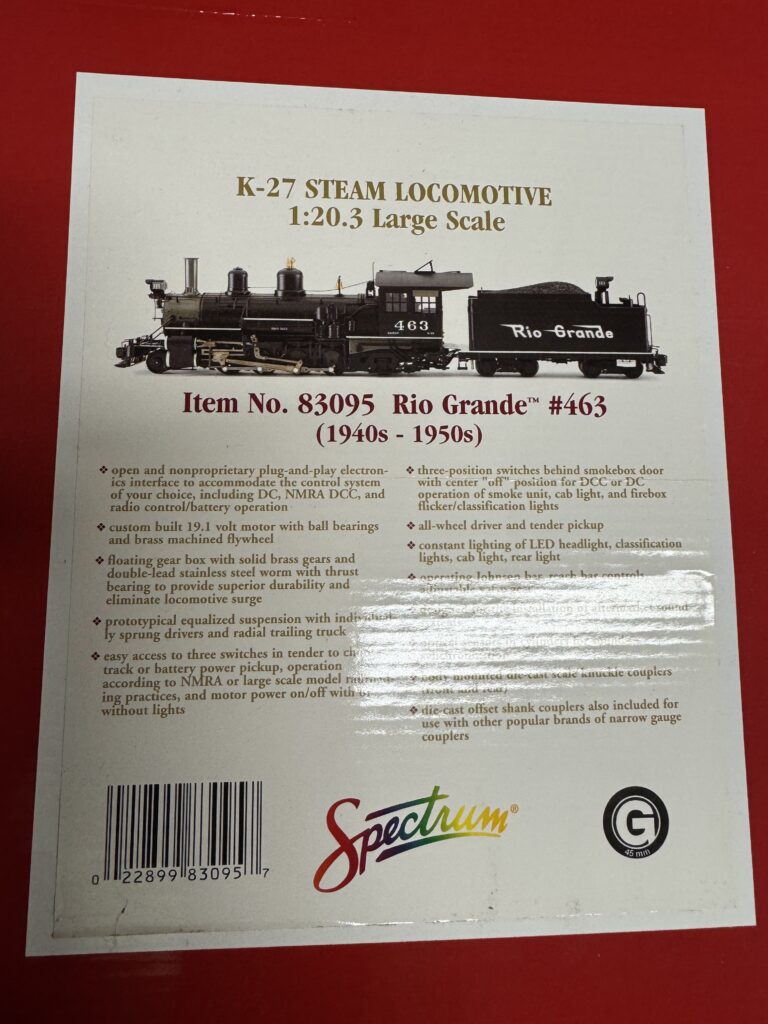 K-27 STEAM LOCOMOTIVE
1:20.3 Large Scale
463
Rio Grande
Item No. 83095 Rio Grande™ #463
(1940s - 1950s)
❖ open and nonproprietary plug-and-play electron-
ics interface to accommodate the control system
of your choice, including DC, NMRA DCC, and
radio control/battery operation
❖ custom built 19.1 volt motor with ball bearings
and brass machined flywheel
❖ floating gear box with solid brass gears and
double-lead stainless steel worm with thrust
bearing to provide superior durability and
eliminate locomotive surge
❖ prototypical equalized suspension with individual-
ly sprung drivers and radial trailing truck
❖ easy access to three switches in tender to
track or battery power pickup, operation
according to NMRA or large scale model
ing practices, and motor power on/off with
without lights
❖ three-position switches behind smokebox door
with center "off" position for DCC or DC
operation of smoke unit, cab light, and firebox
flicker/classification lights
❖ all-wheel driver and tender pickup
❖ constant lighting of LED headlight, classification
lights, cab light, rear light
❖ operating Johnson bar, reach bar controls
installation of aftermarket sound
❖ body mounted die-cast scale knuckle couplers
(front and rear)
❖ die-cast offset shank couplers also included for
use with other popular brands of narrow gauge
couplers
0 22899 83095 7
Spectrum®
G
45 mm